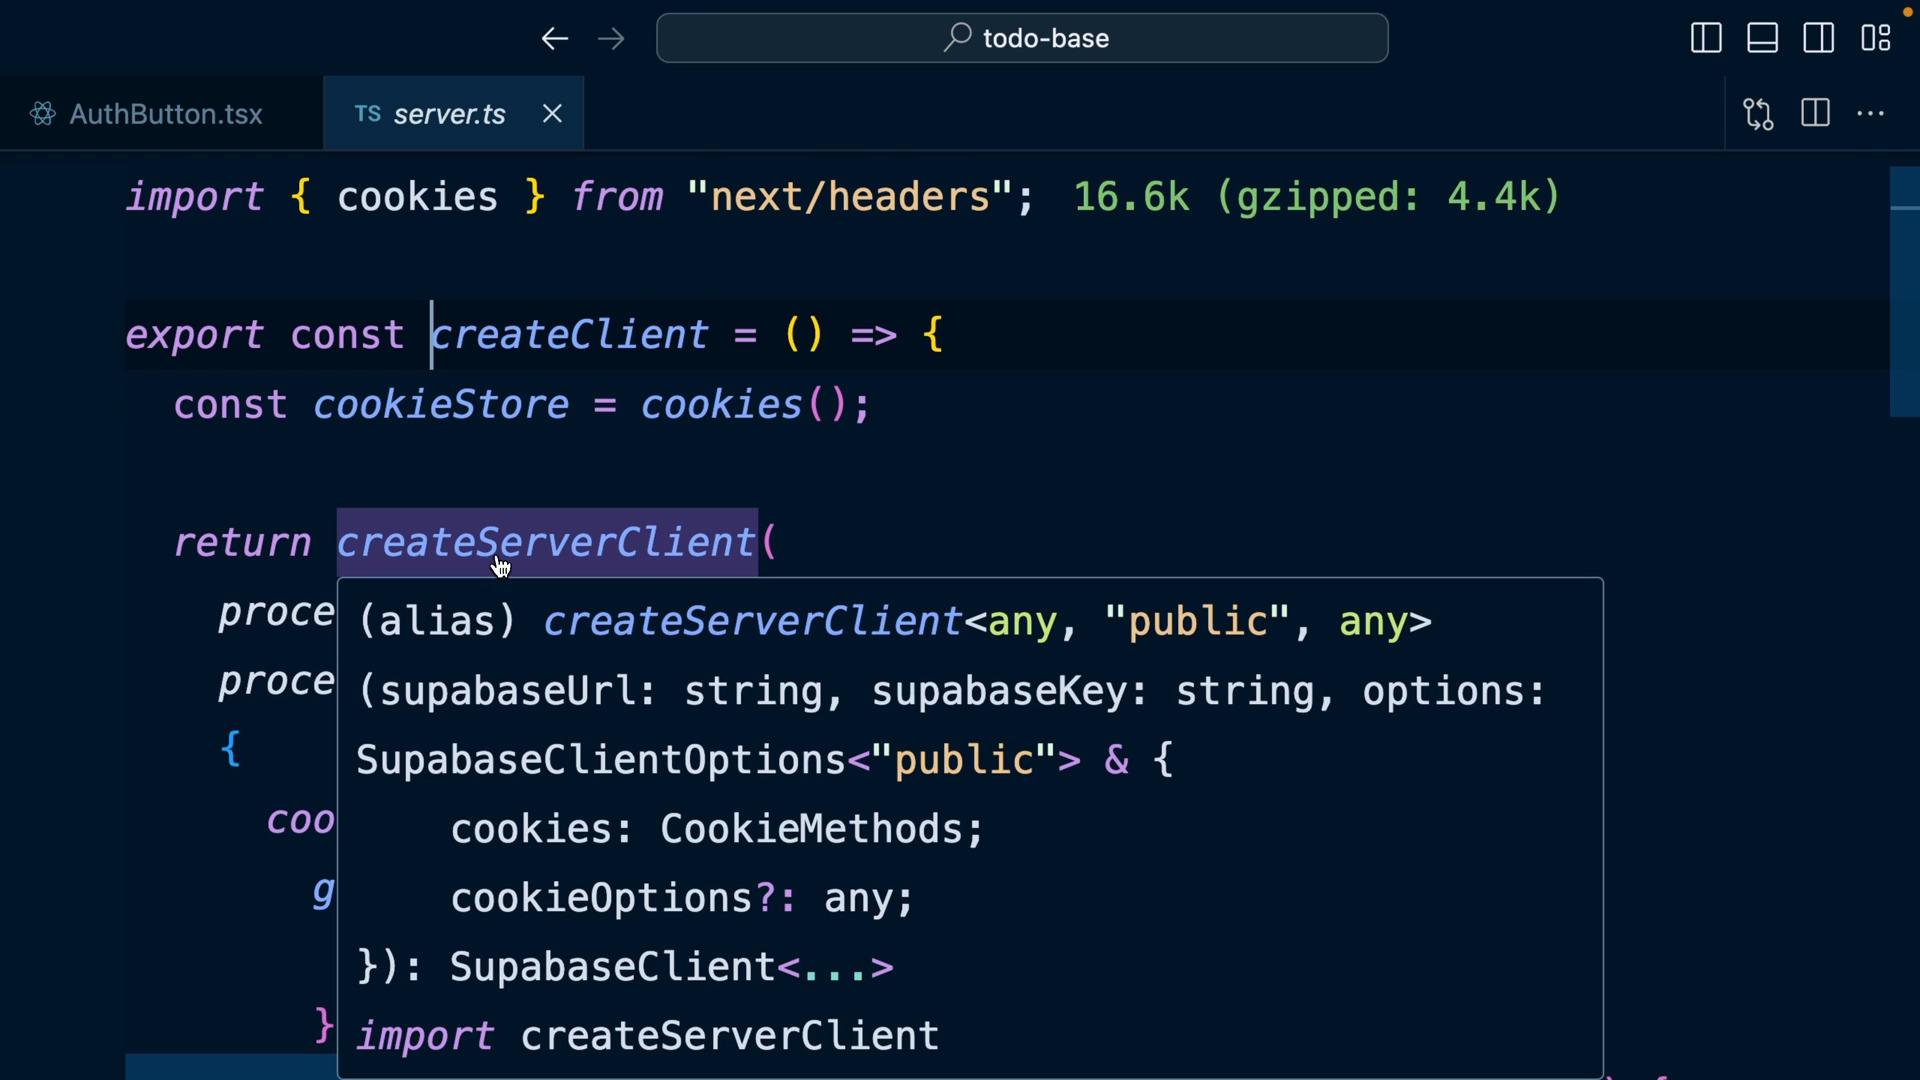 todo-base
AuthButton.tsx
TS server.ts
import { cookies } from "next/headers"; 16.6k (gzipped: 4.4k)
export const createClient = () => {
const cookieStore = cookies();
return createServerClient(
proce
proce
{
coo
g
}
(alias) createServerClient<any, "public", any>
(supabaseUrl: string, supabaseKey: string, options:
SupabaseClientOptions<"public"> & {
cookies: CookieMethods;
cookieOptions?: any;
}): SupabaseClient<...>
import createServerClient